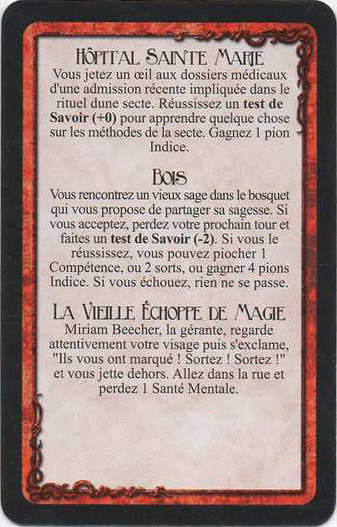 HÔPITAL SAINTE MARIE
Vous jetez un œil aux dossiers médicaux
d'une admission récente impliquée dans le
rituel dune secte. Réussissez un test de
Savoir (+0) pour apprendre quelque chose
sur les méthodes de la secte. Gagnez 1 pion
Indice.
BOIS
Vous rencontrez un vieux sage dans le bosquet
qui vous propose de partager sa sagesse. Si
vous acceptez, perdez votre prochain tour et
faites un test de Savoir (-2). Si vous le
réussissez, vous pouvez piocher 1
Compétence, ou 2 sorts, ou gagner 4 pions
Indice. Si vous échouez, rien ne se passe.
LA VIEILLE ÉCHOPPE DE MAGIE
Miriam Beecher, la gérante, regarde
attentivement votre visage puis s'exclame,
"Ils vous ont marqué ! Sortez ! Sortez !"
et vous jette dehors. Allez dans la rue et
perdez 1 Santé Mentale.